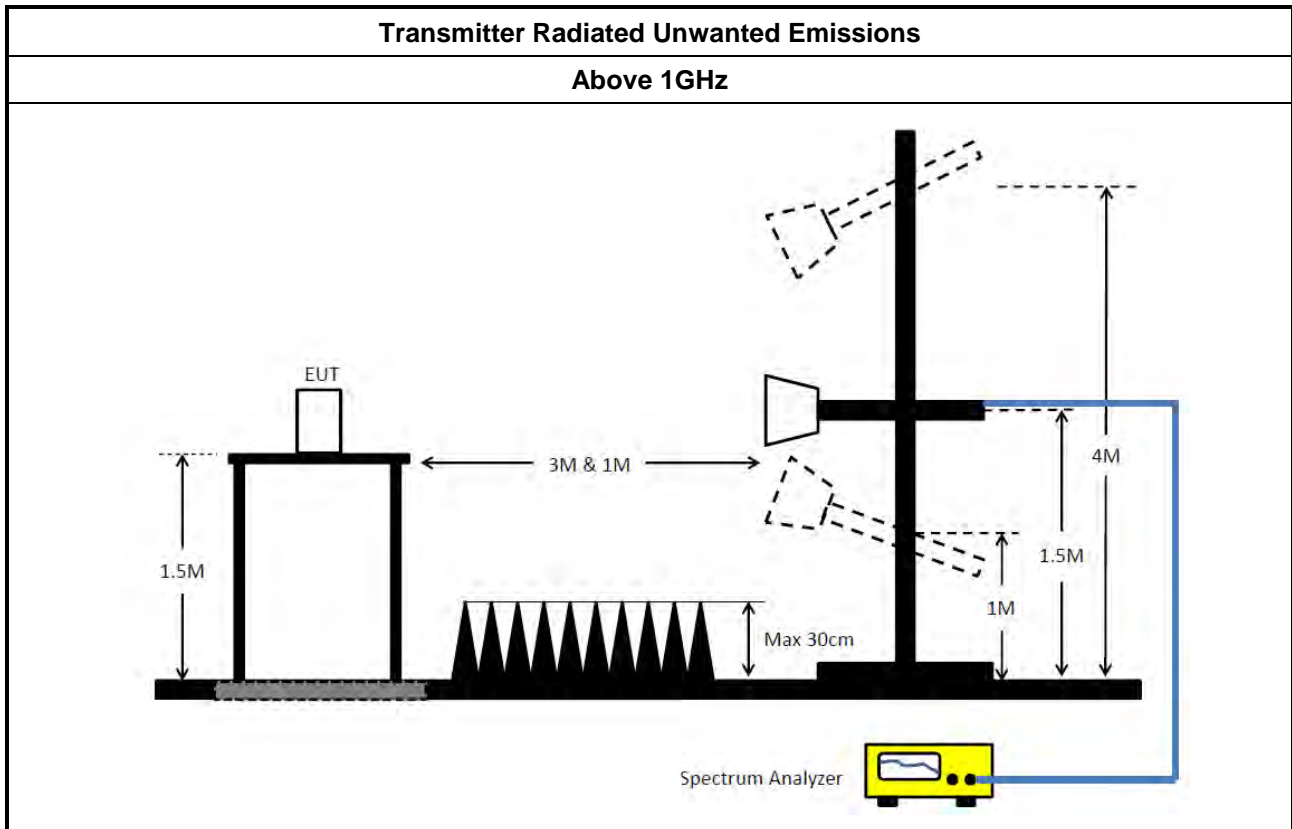 Transmitter Radiated Unwanted Emissions
Above 1GHz
EUT
3M & 1M
4M
1.5M
1.5M
1M
Max 30cm
Spectrum Analyzer